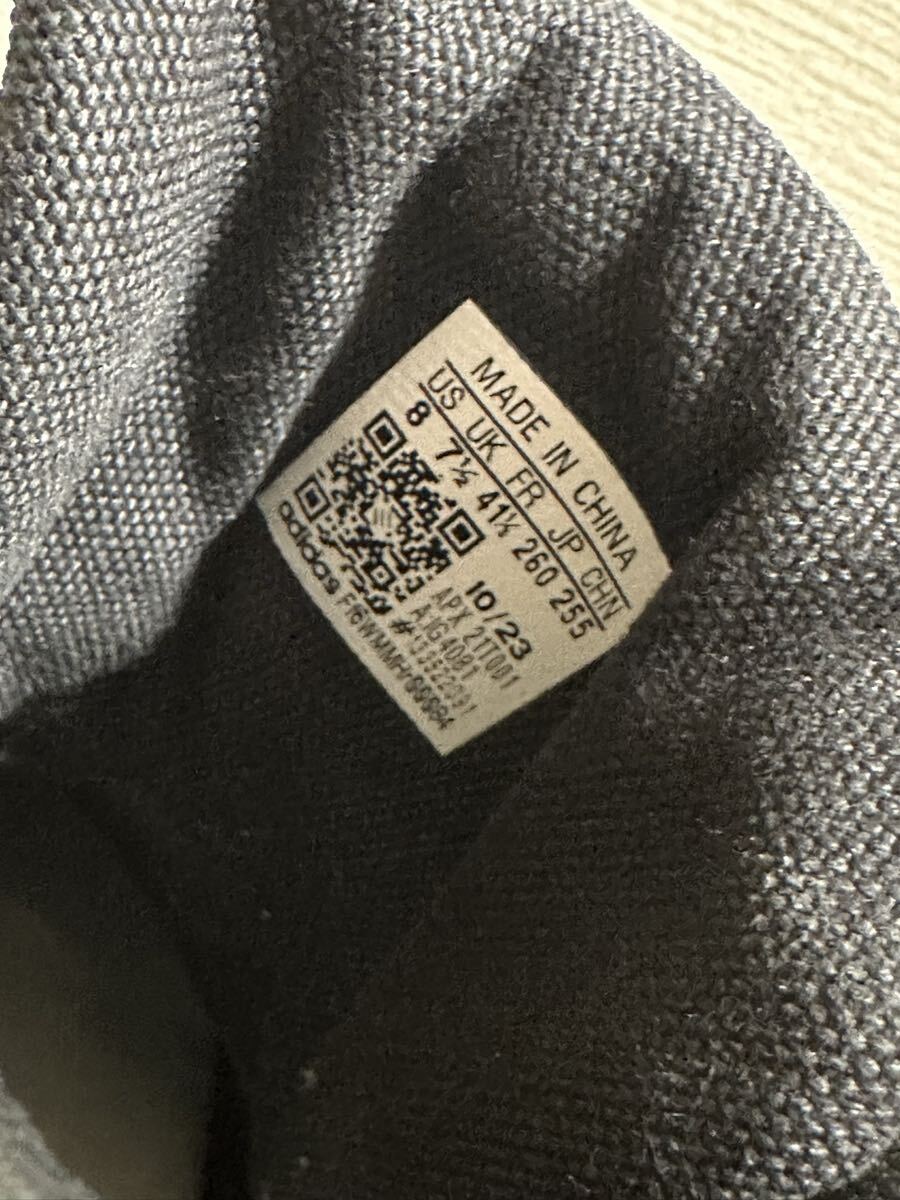 MADE IN CHINA
US UK FR JP CHN
8 7½ 41⅓ 260 255
10/23
APX 2TT001
adidas